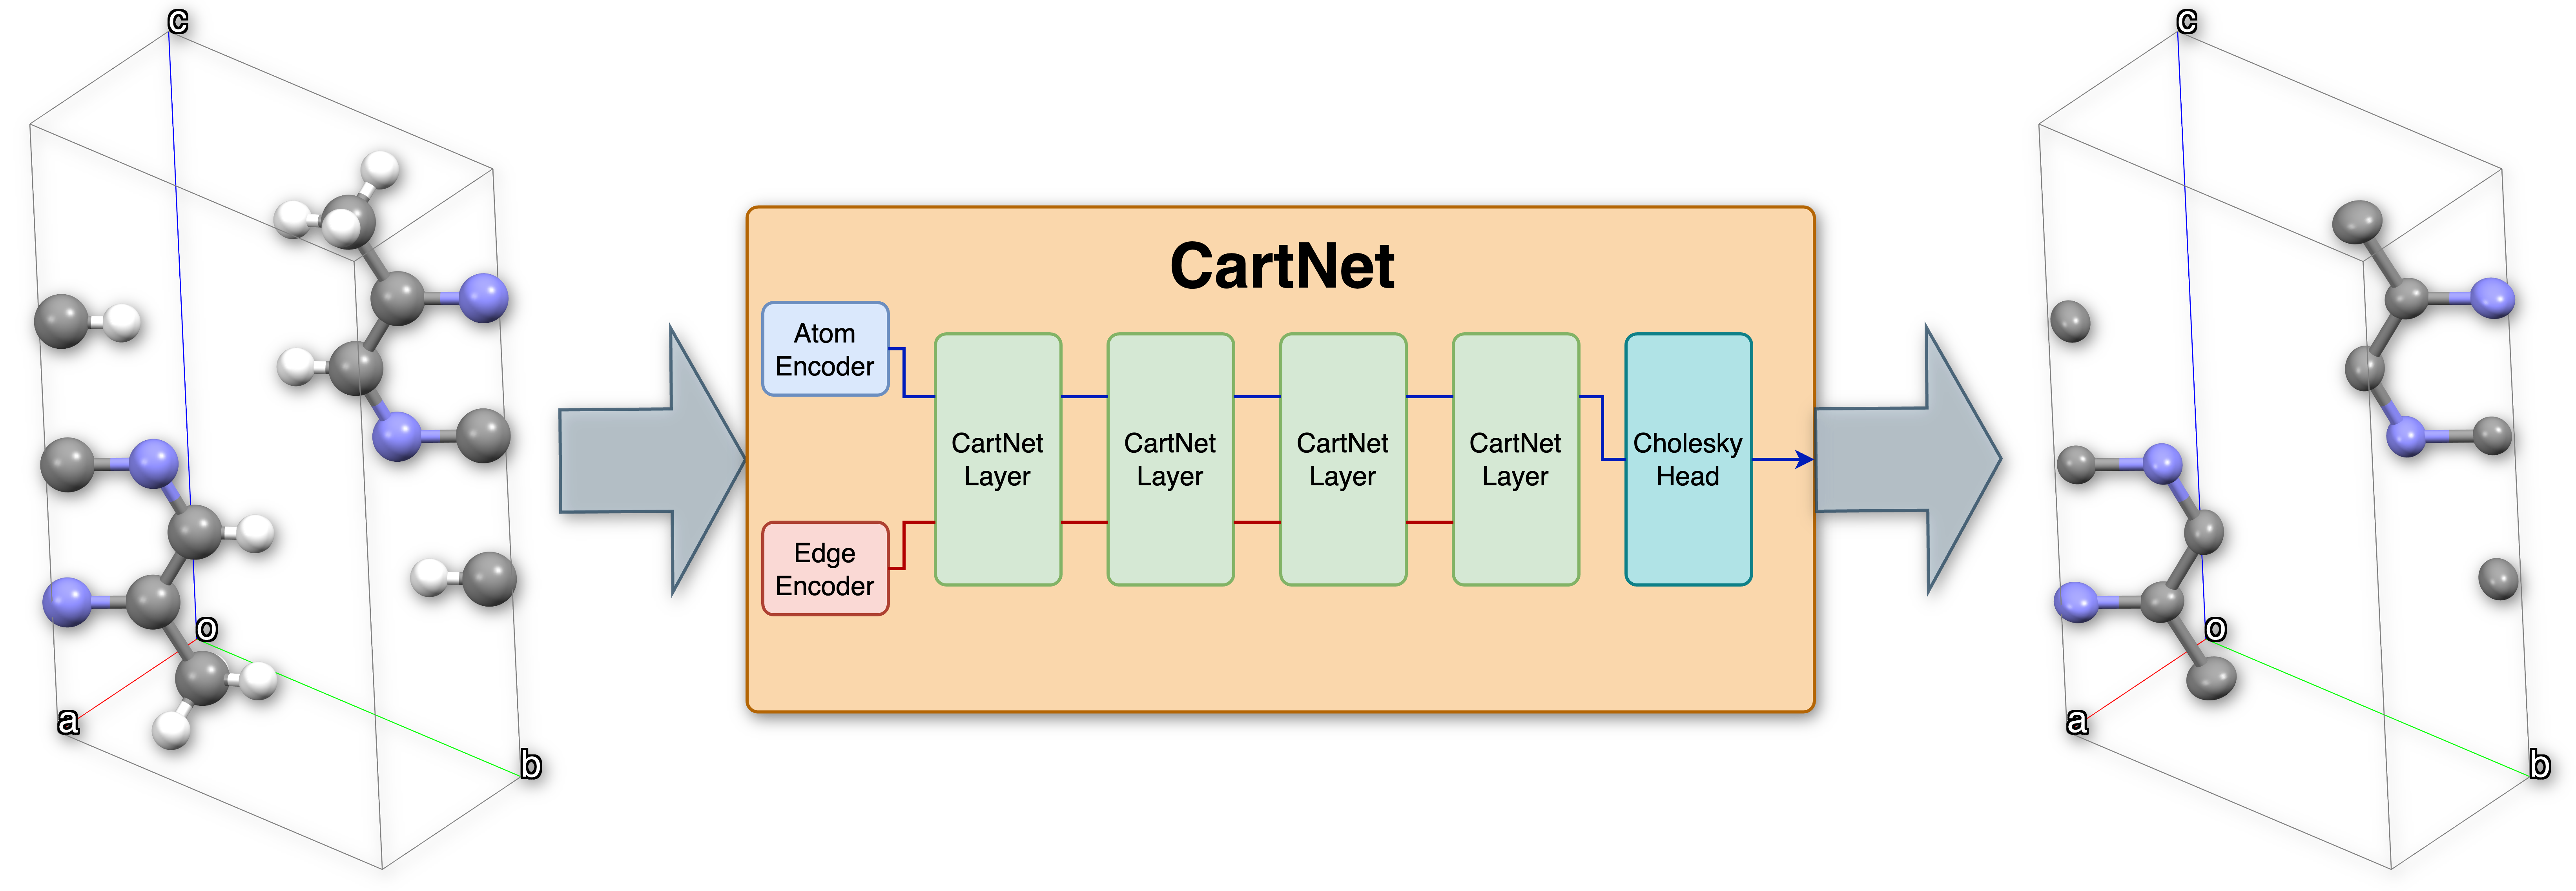 c
o
a
b
CartNet
Atom
Encoder
Edge
Encoder
CartNet
Layer
CartNet
Layer
CartNet
Layer
CartNet
Layer
Cholesky
Head
c
o
a
b